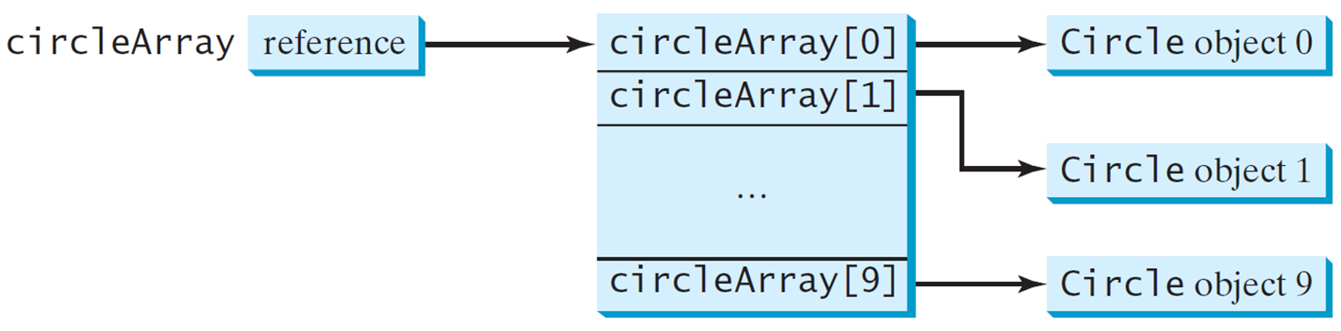 circleArray reference circleArray[0] Circle object 0
circleArray[1]
Circle object 1
...
circleArray[9] Circle object 9